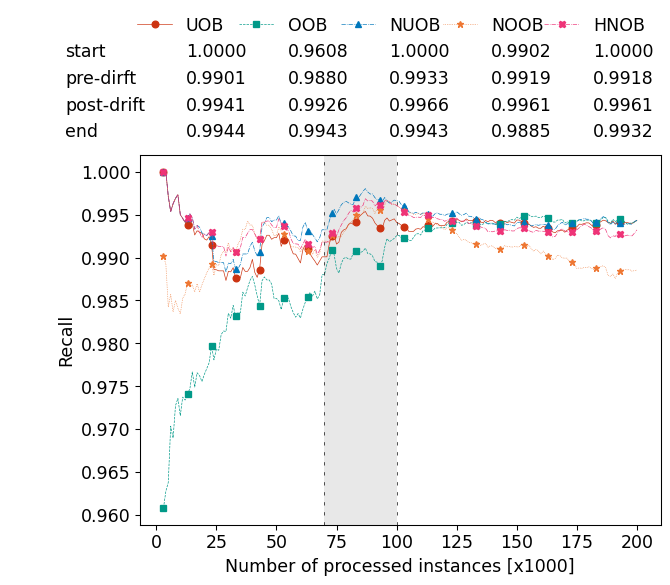 UOB OOB NUOB NOOB HNOB
start 1.0000 0.9608 1.0000 0.9902 1.0000
pre-dirft 0.9901 0.9880 0.9933 0.9919 0.9918
post-drift 0.9941 0.9926 0.9966 0.9961 0.9961
end 0.9944 0.9943 0.9943 0.9885 0.9932
1.000
0.995
0.990
0.985
0.980
0.975
0.970
0.965
0.960
Recall
0 25 50 75 100 125 150 175 200
Number of processed instances [x1000]